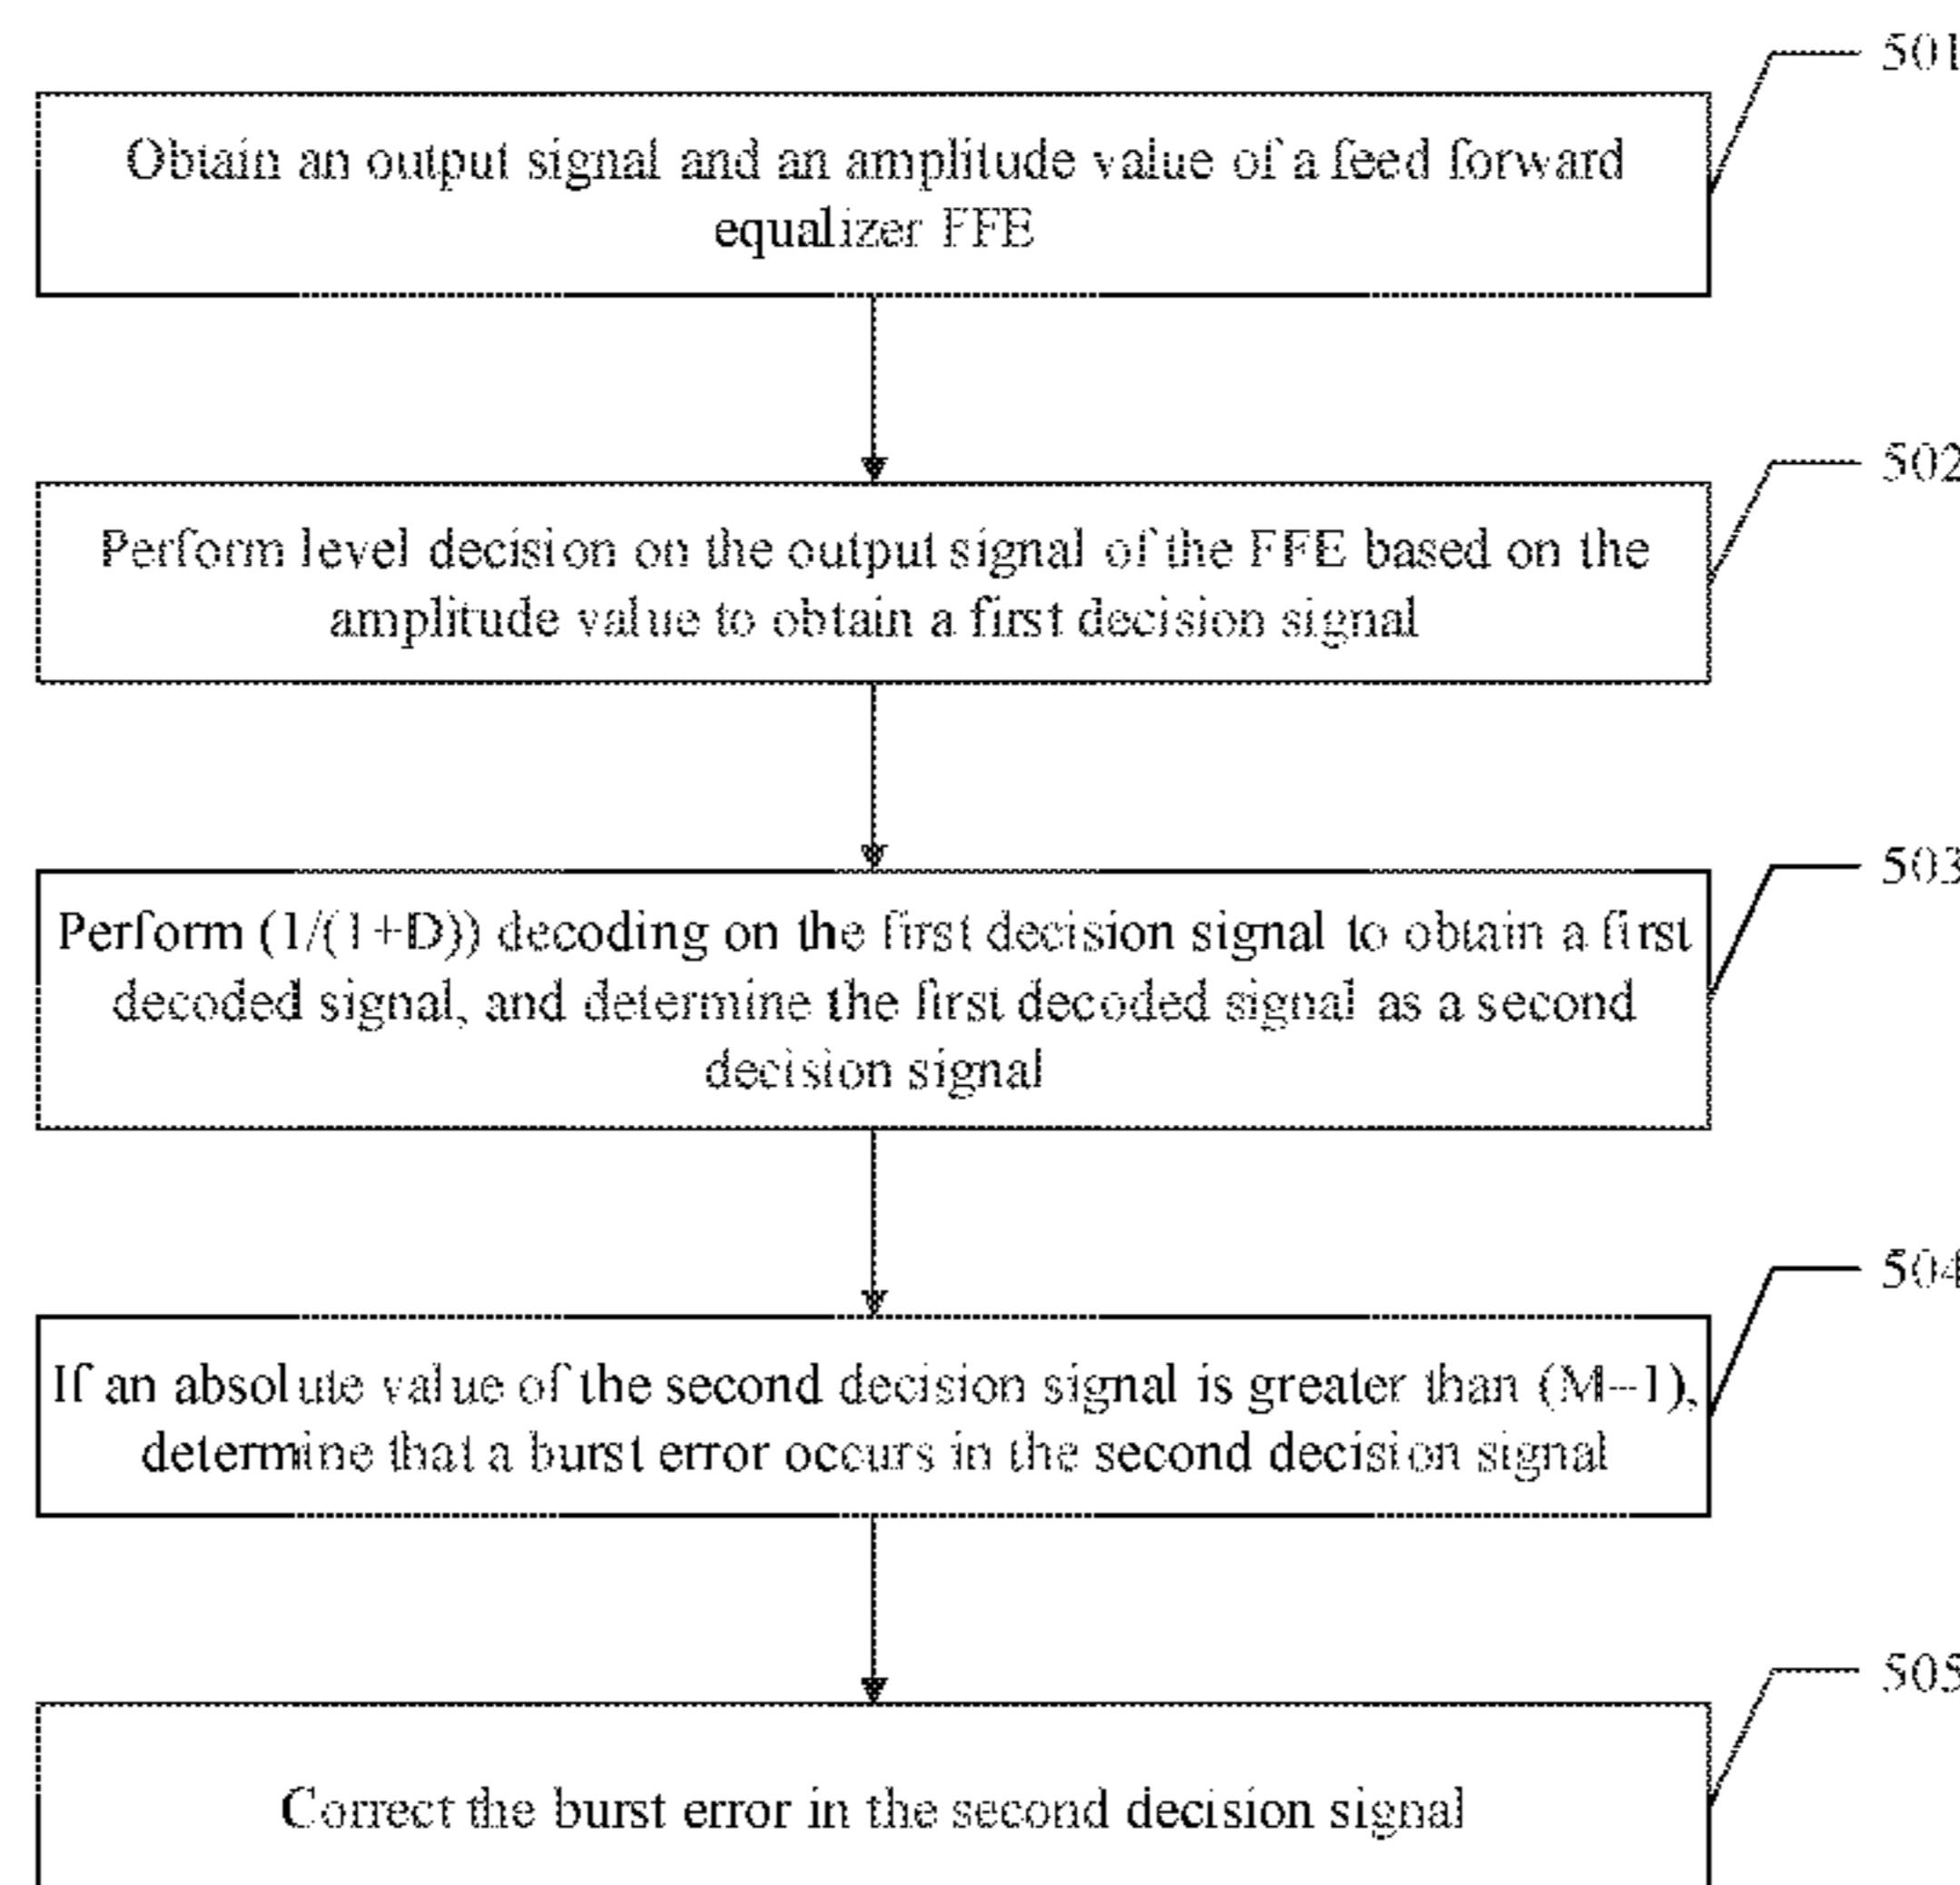 501
Obtain an output signal and an amplitude value of a feed forward
equalizer FFE
502
Perform level decision on the output signal of the FFE based on the
amplitude value to obtain a first decision signal
503
Perform (1/(1+D)) decoding on the first decision signal to obtain a first
decoded signal, and determine the first decoded signal as a second
decision signal
504
If an absolute value of the second decision signal is greater than (M-1),
determine that a burst error occurs in the second decision signal
505
Correct the burst error in the second decision signal